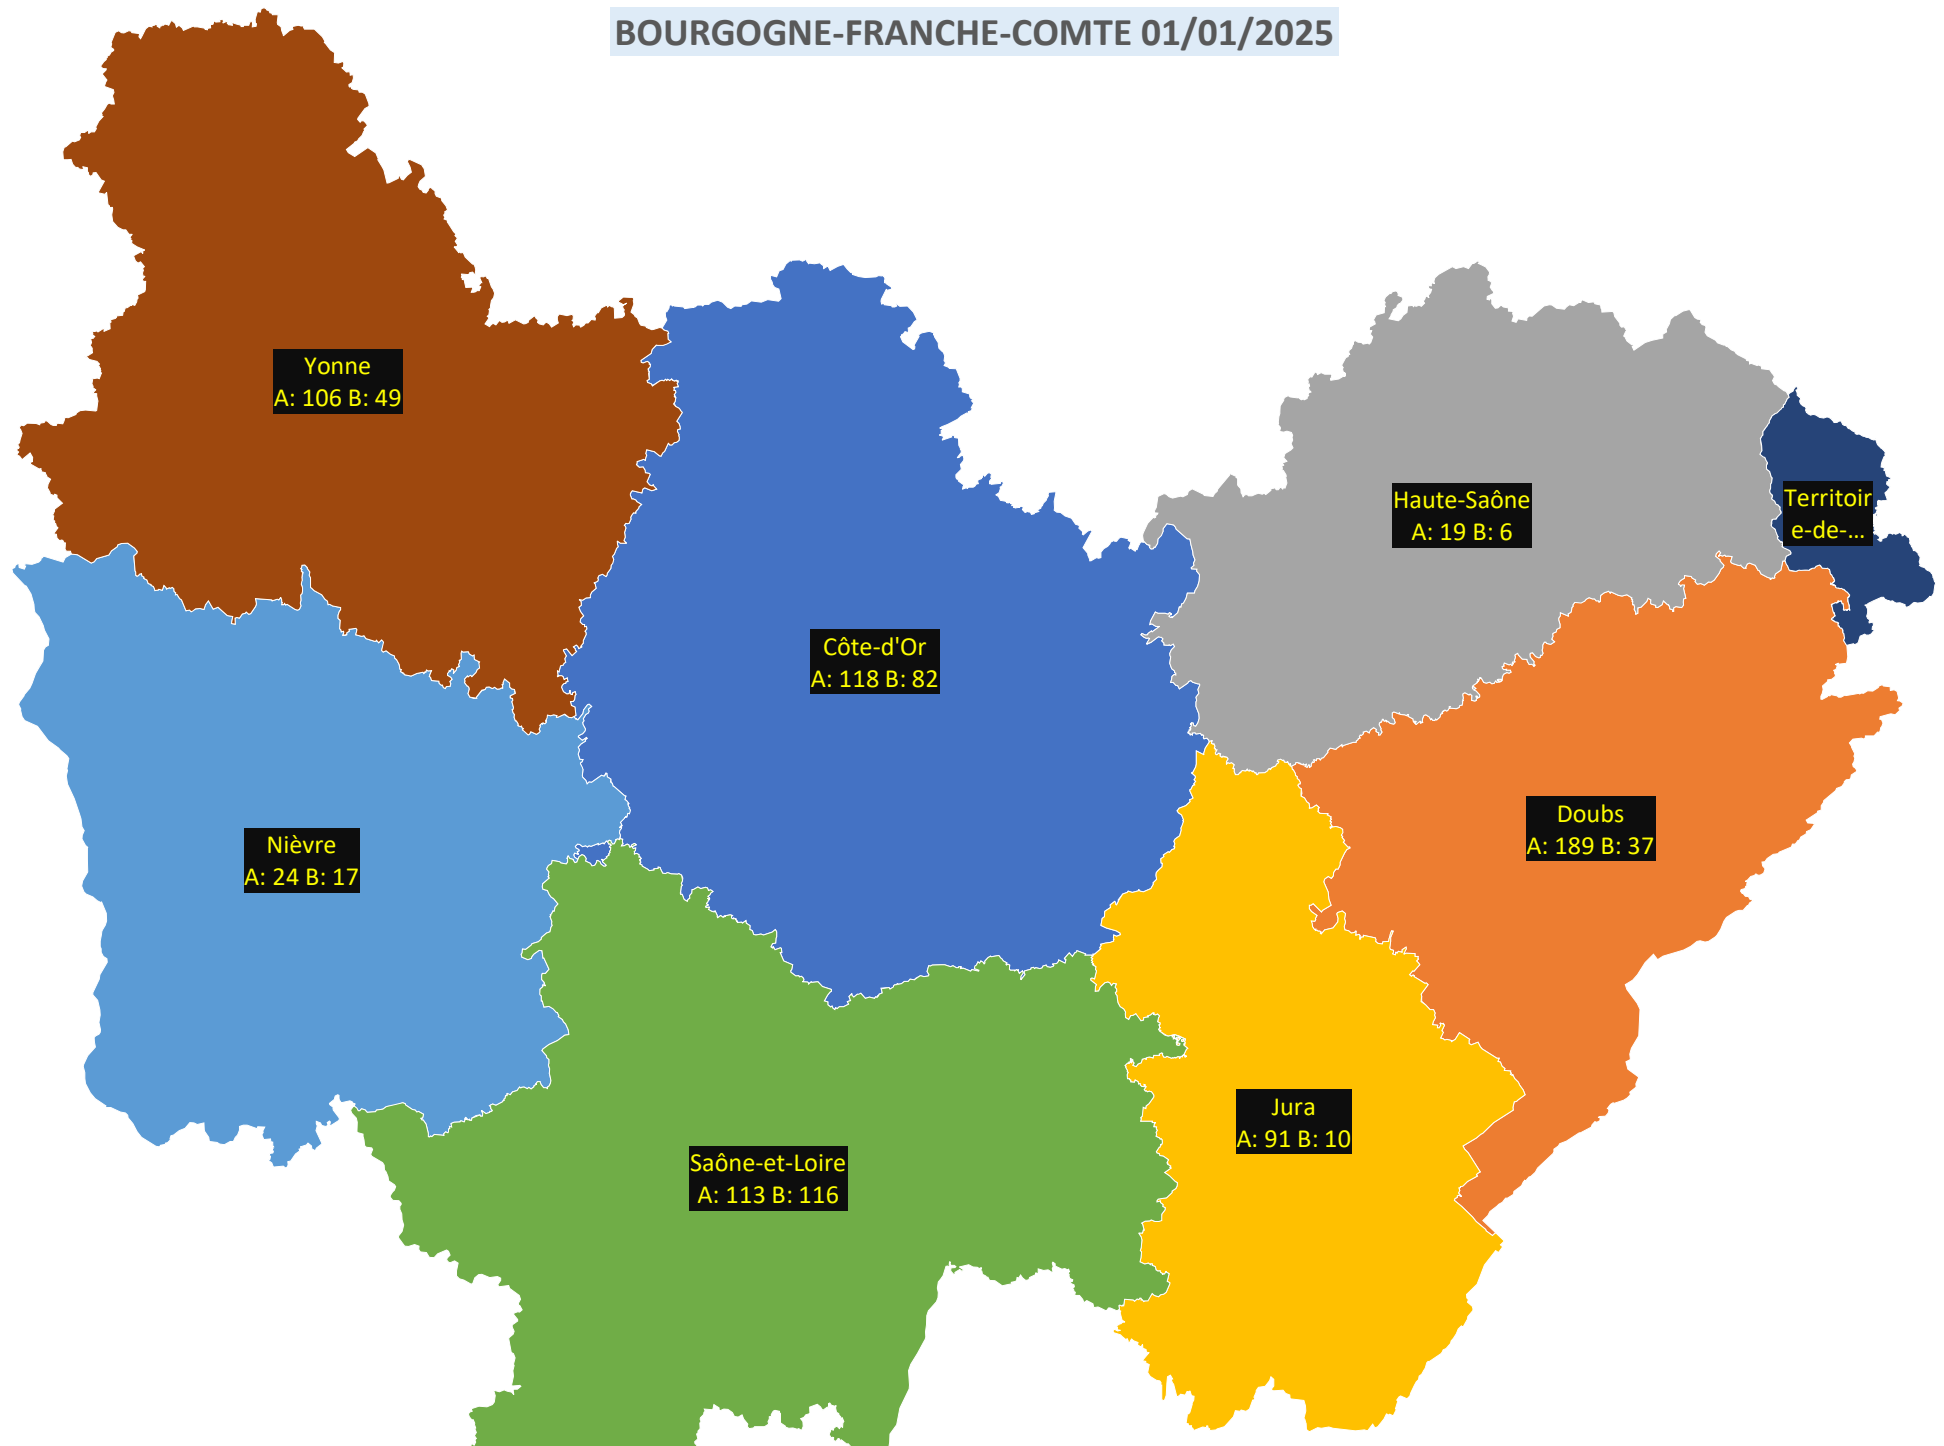 BOURGOGNE-FRANCHE-COMTE 01/01/2025
Yonne
A: 106 B: 49
Haute-Saône
A: 19 B: 6
Territoir
e-de-...
Côte-d'Or
A: 118 B: 82
Doubs
A: 189 B: 37
Nièvre
A: 24 B: 17
Jura
A: 91 B: 10
Saône-et-Loire
A: 113 B: 116